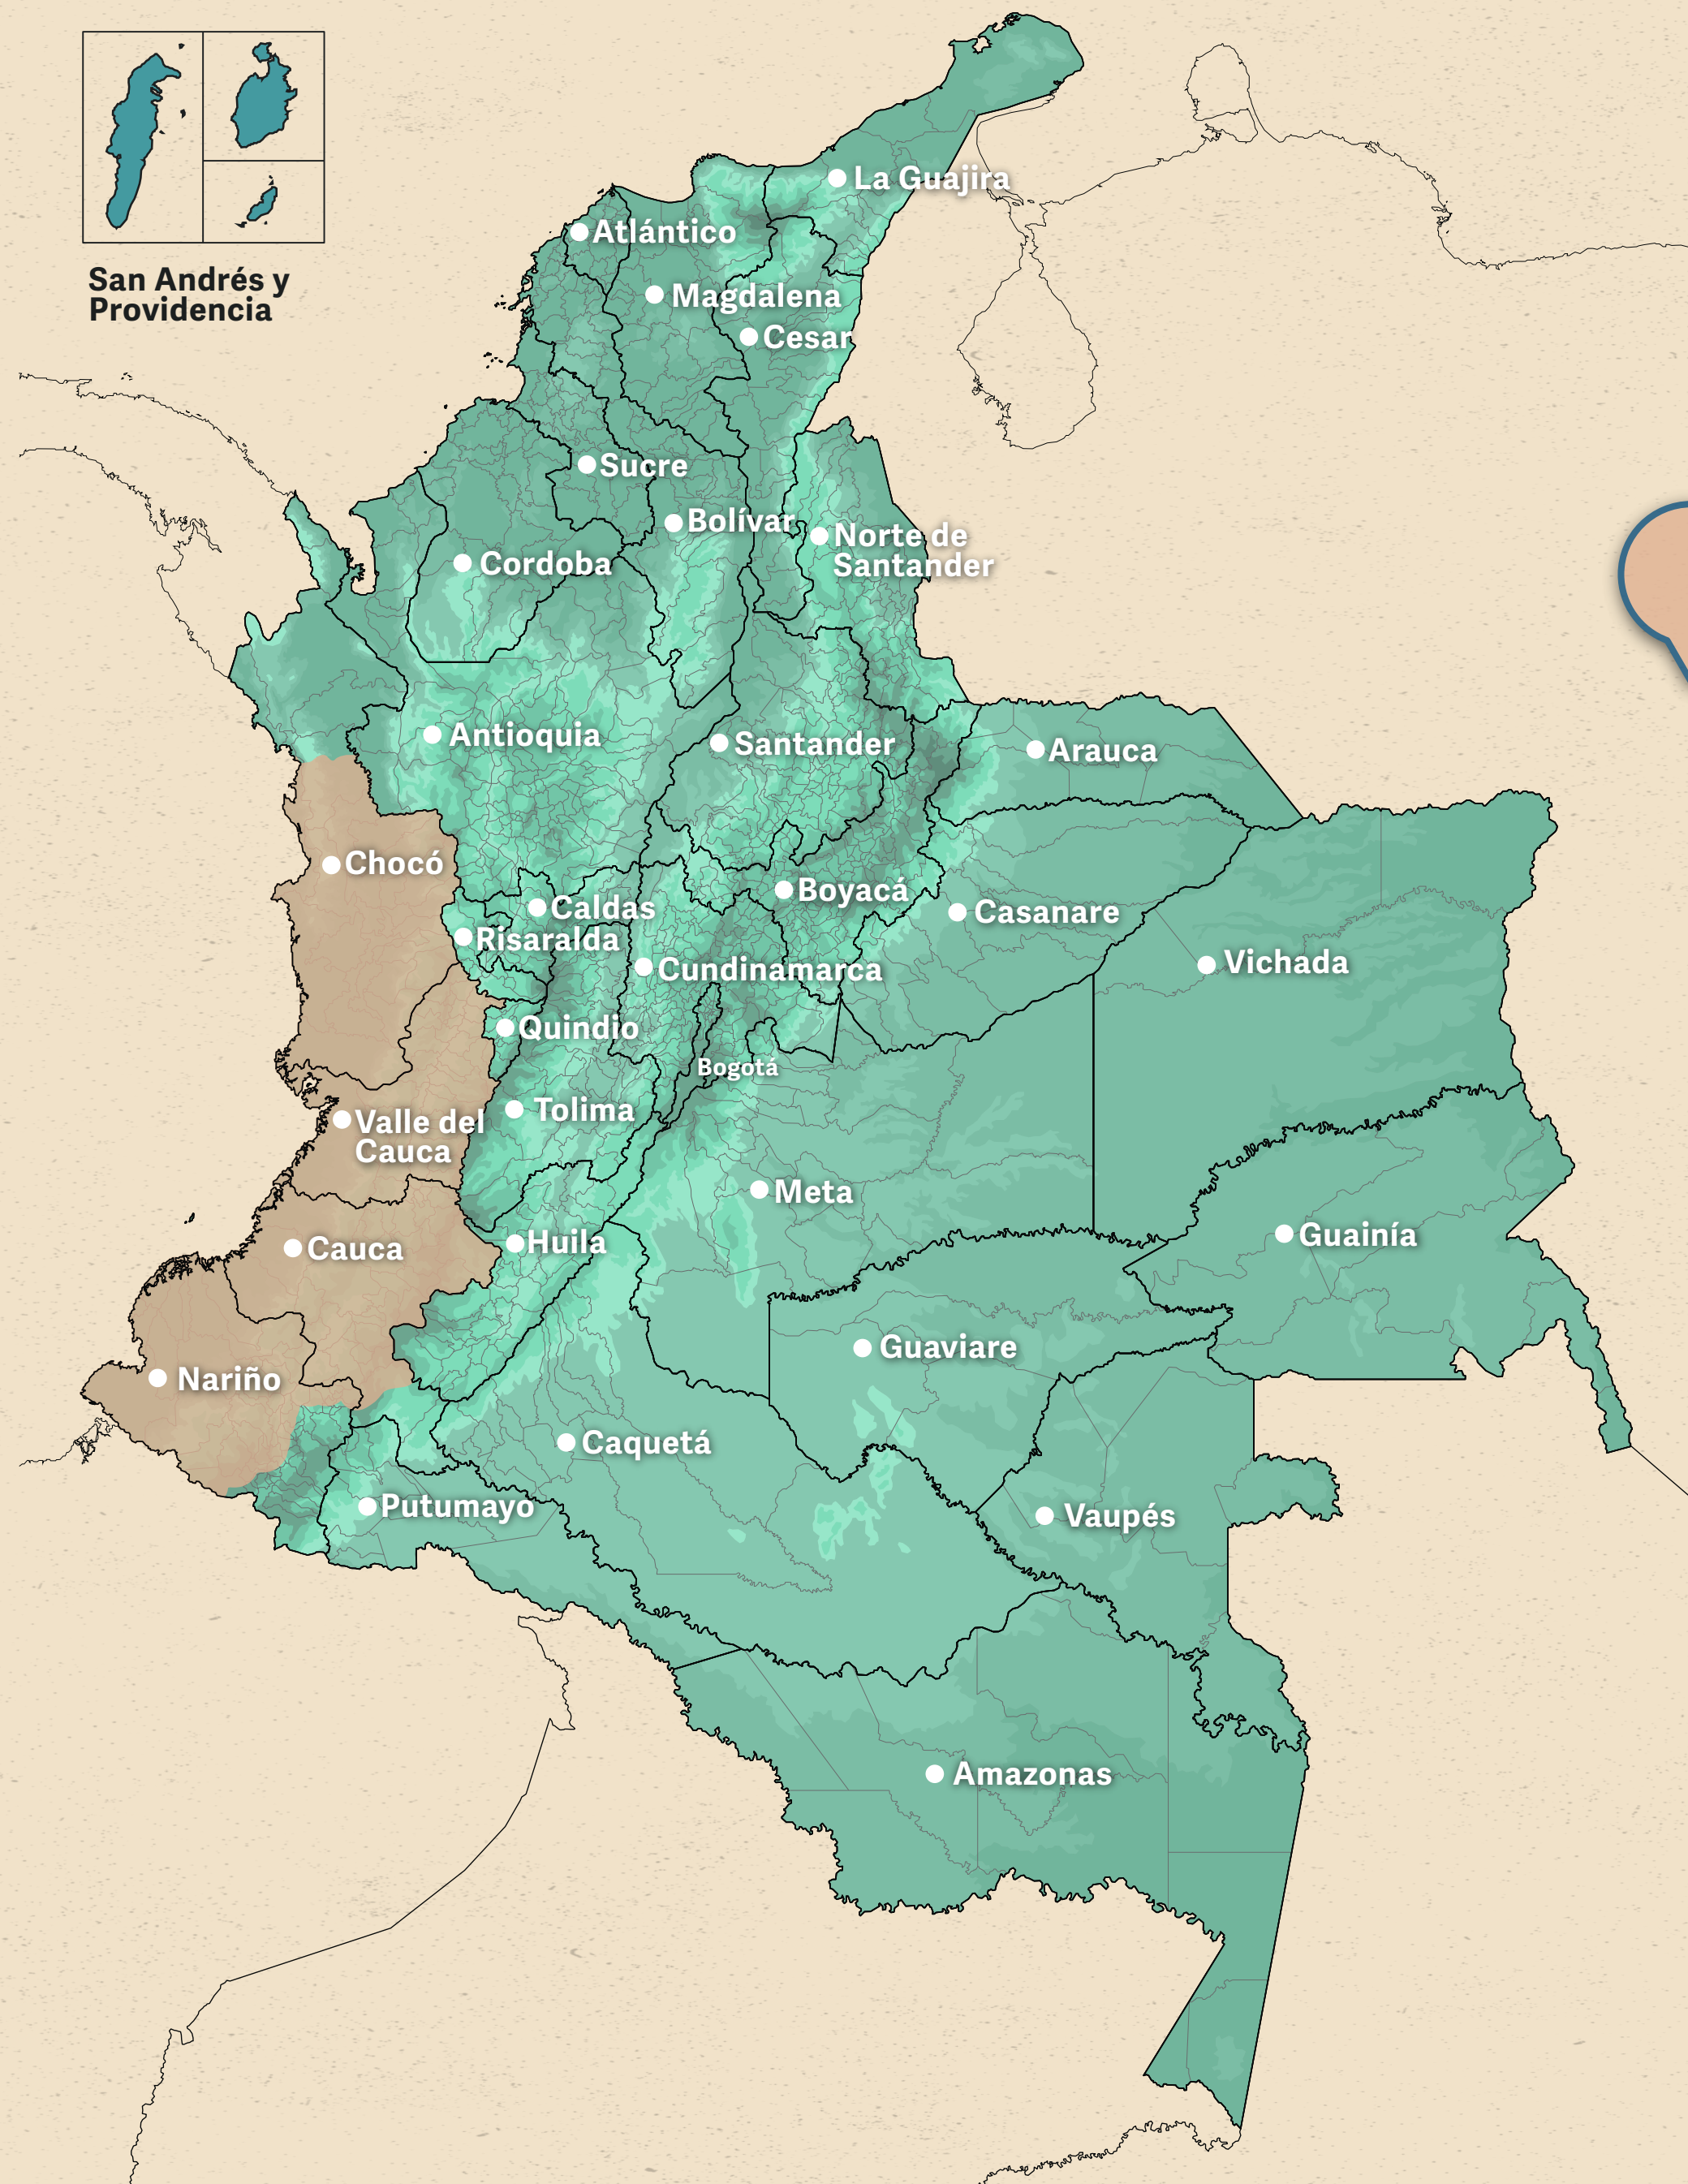 San Andrés y
Providencia
La Guajira
Atlántico
Magdalena
Cesar
Sucre
Bolívar
Norte de
Santander
Cordoba
Antioquia
Santander
Arauca
Chocó
Boyacá
Caldas
Casanare
Risaralda
Vichada
Cundinamarca
Quindio
Bogotá
Tolima
Valle del
Cauca
Meta
Guainía
Huila
Cauca
Guaviare
Nariño
Caquetá
Putumayo
Vaupés
Amazonas